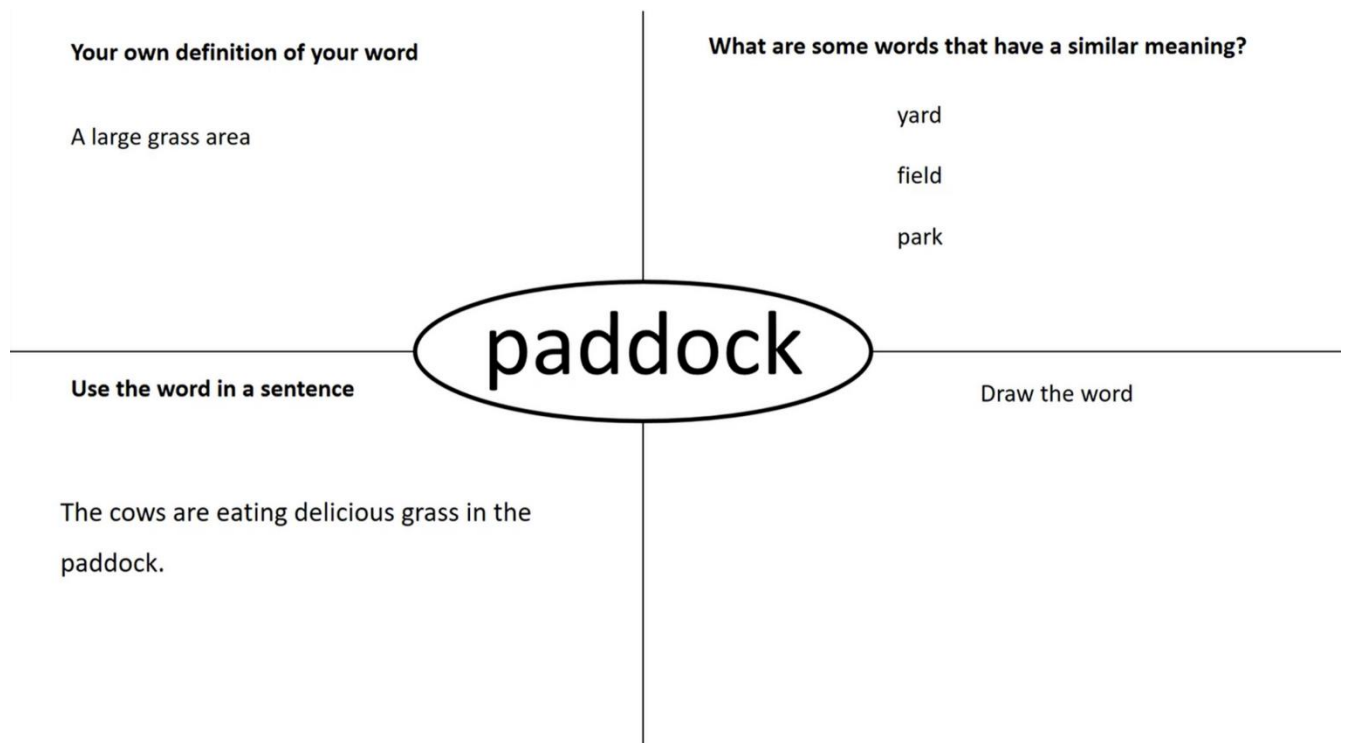 Your own definition of your word
A large grass area
What are some words that have a similar meaning?
yard
field
park
paddock
Use the word in a sentence
The cows are eating delicious grass in the
paddock.
Draw the word